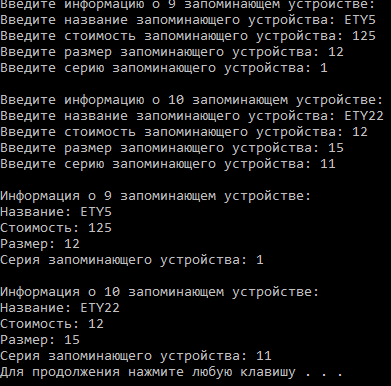 Введите информацию о 9 запоминающем устройстве:
Введите название запоминающего устройства: ETY5
Введите стоимость запоминающего устройства: 125
Введите размер запоминающего устройства: 12
Введите серию запоминающего устройства: 1
Введите информацию о 10 запоминающем устройстве:
Введите название запоминающего устройства: ETY22
Введите стоимость запоминающего устройства: 12
Введите размер запоминающего устройства: 15
Введите серию запоминающего устройства: 11
Информация о 9 запоминающем устройстве:
Название: ETY5
Стоимость: 125
Размер: 12
Серия запоминающего устройства: 1
Информация о 10 запоминающем устройстве:
Название: ETY22
Стоимость: 12
Размер: 15
Серия запоминающего устройства: 11
Для продолжения нажмите любую клавишу . . .